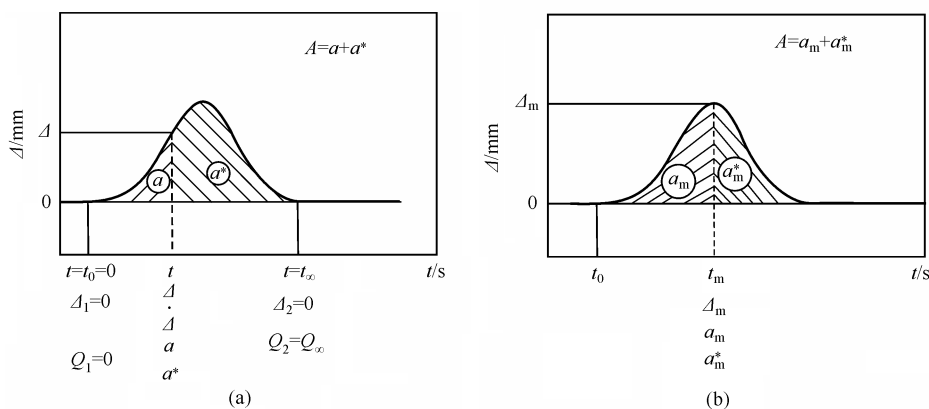 A=a+a*
Δ/mm
Δ
0
a
a*
t=t₀=0
t
t=t∞
t/s
Δ₁=0
Δ
Δ₂=0
·
Δ
a
Q₂=Q∞
Q₁=0
a*
(a)
A=aₘ+a*ₘ
Δₘ
Δ/mm
0
aₘ
a*ₘ
t₀
tₘ
t/s
Δₘ
aₘ
a*ₘ
(b)